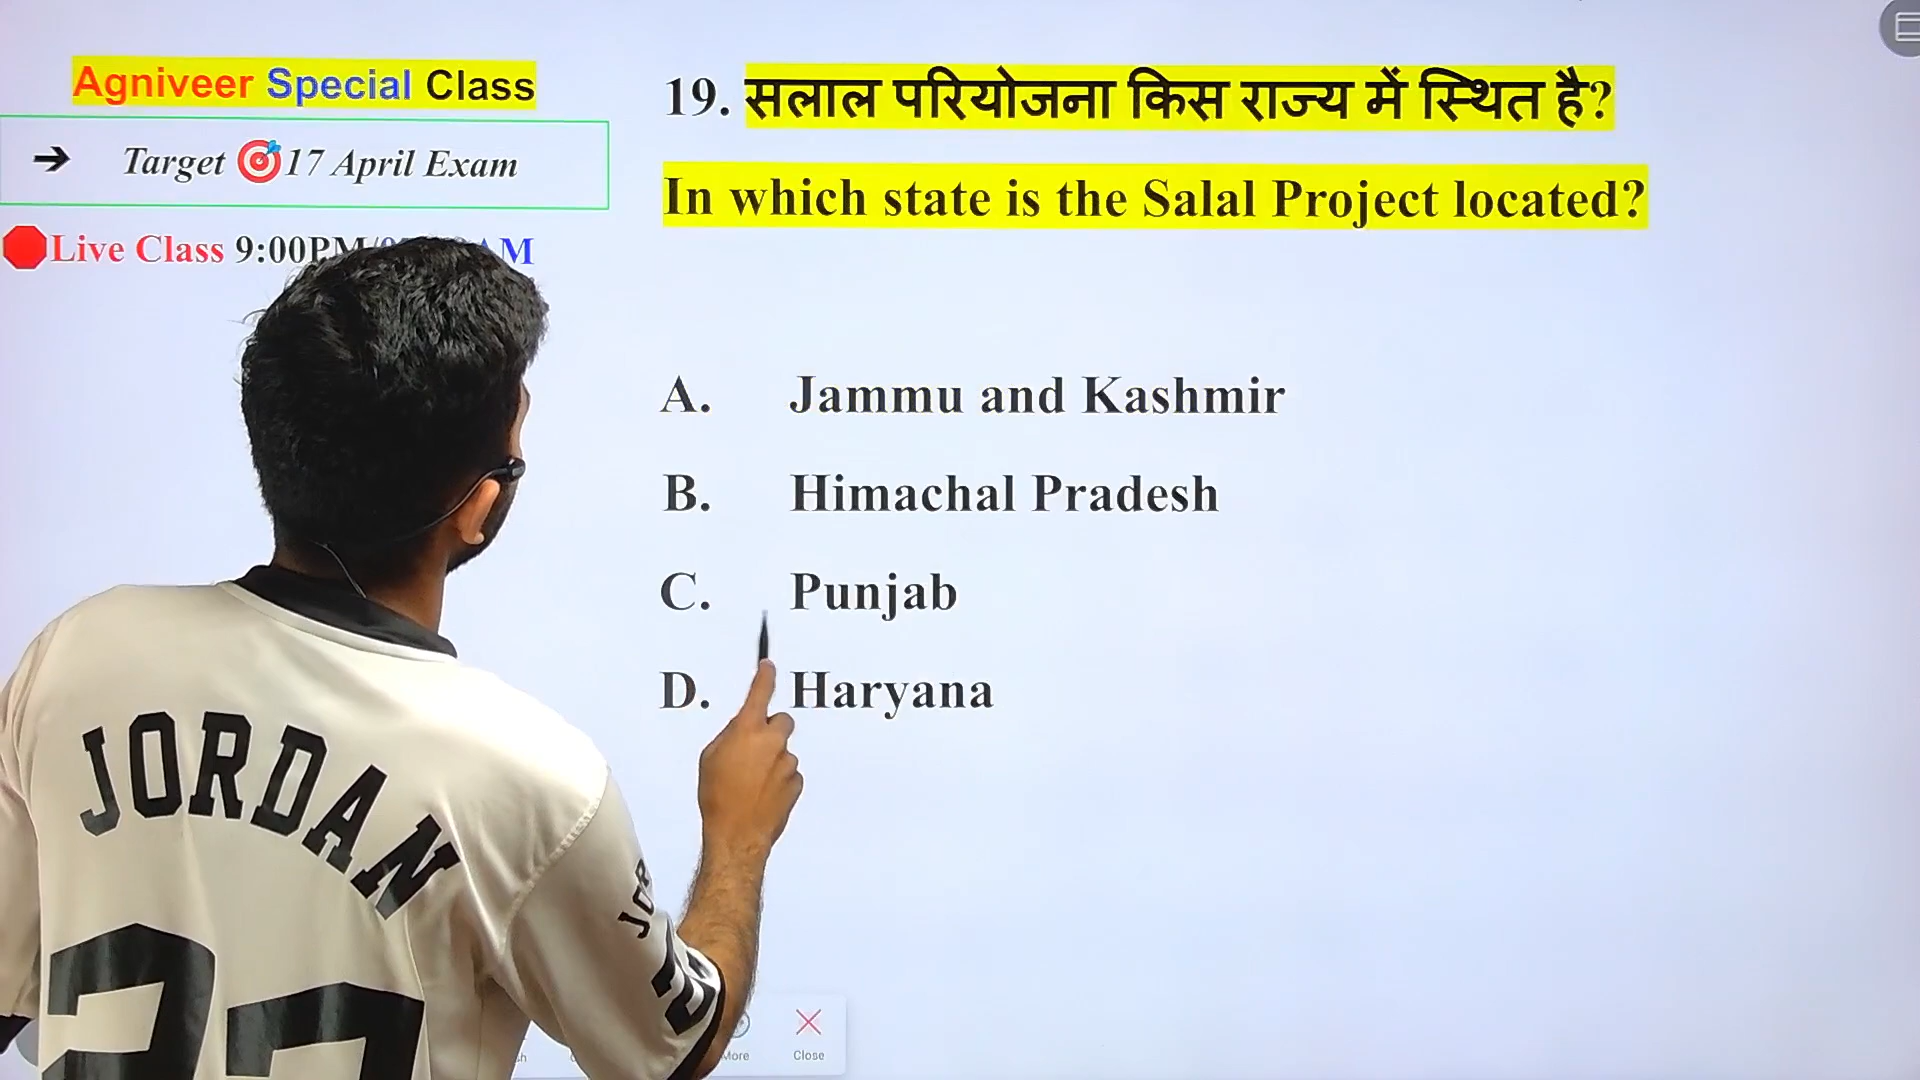 Agniveer Special Class
→ Target 🎯 17 April Exam
Live Class 9:00PM
19. सलाल परियोजना किस राज्य में स्थित है?
In which state is the Salal Project located?
A. Jammu and Kashmir
B. Himachal Pradesh
C. Punjab
D. Haryana
JORDAN
More
Close